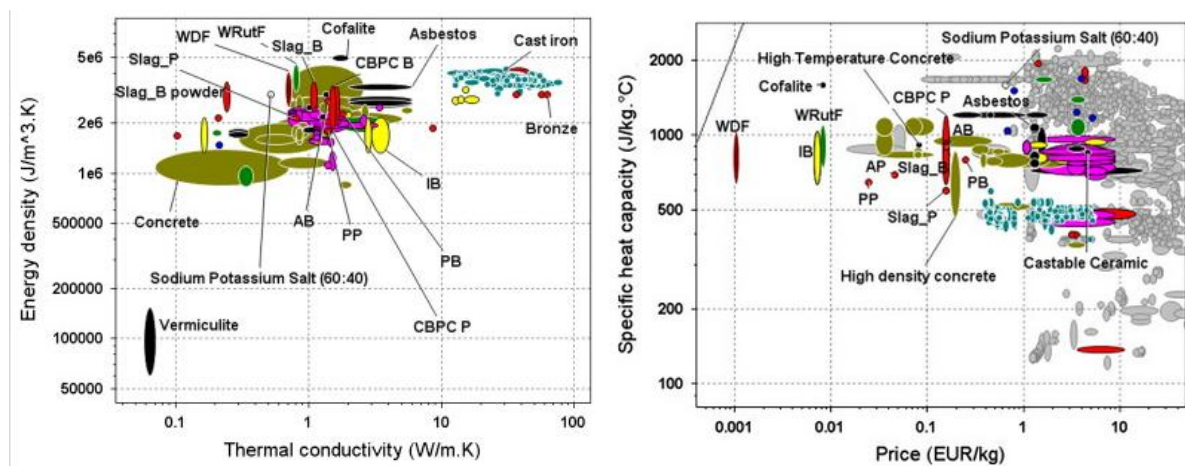 WDF
WRutF
Slag_B
Cofalite
Asbestos
Cast iron
Slag_P
CBPC B
Slag_B powder
Bronze
IB
Concrete
AB
PP
PB
Sodium Potassium Salt (60:40)
CBPC P
Vermiculite
5e6
2e6
1e6
500000
200000
100000
50000
Energy density (J/m^3.K)
0.1
1
10
100
Thermal conductivity (W/m.K)
Sodium Potassium Salt (60:40)
High Temperature Concrete
Cofalite
CBPC P
Asbestos
WDF
WRutF
AB
IB
AP
Slag_B
PB
PP
Slag_P
High density concrete
Castable Ceramic
2000
1000
500
200
100
Specific heat capacity (J/kg.°C)
0.001
0.01
0.1
1
10
Price (EUR/kg)